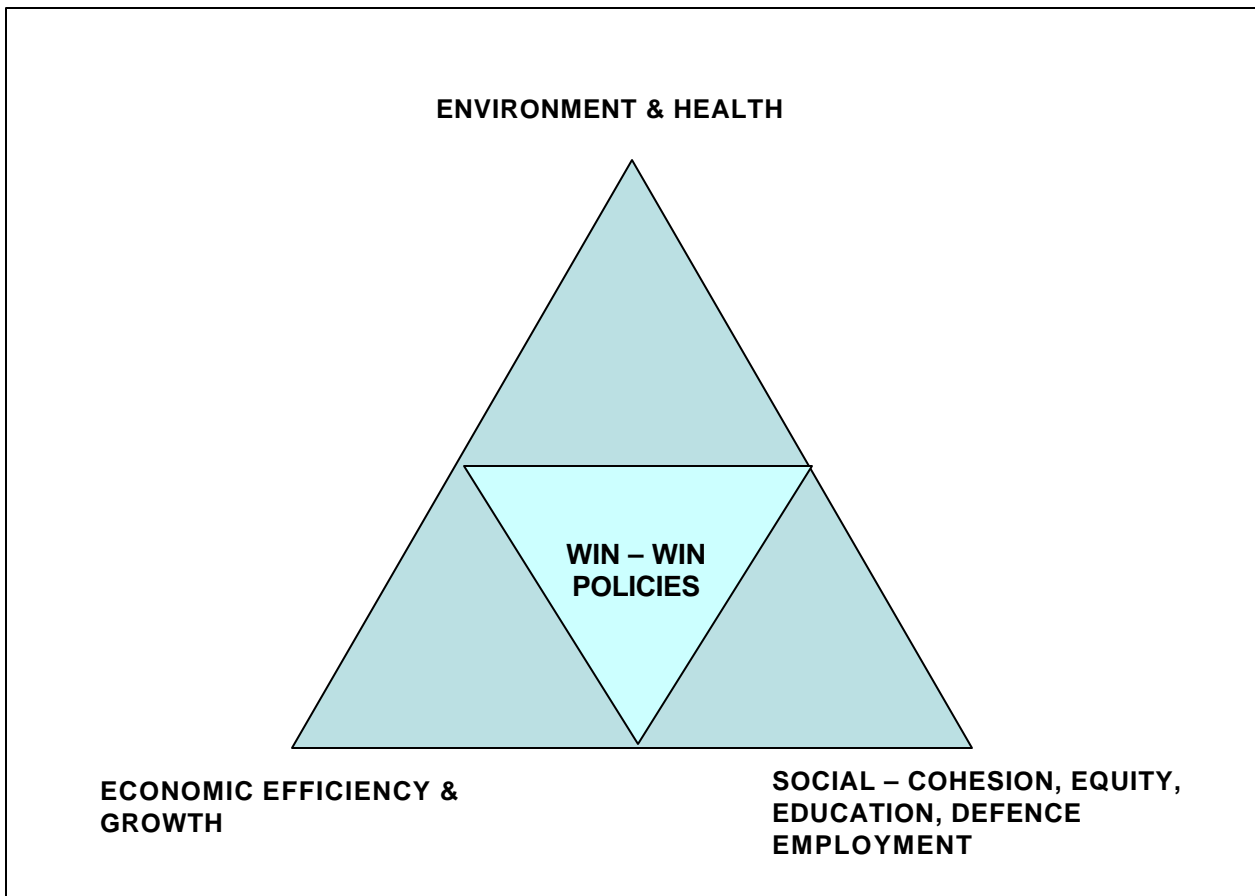 ENVIRONMENT & HEALTH
WIN – WIN
POLICIES
ECONOMIC EFFICIENCY &
GROWTH
SOCIAL – COHESION, EQUITY,
EDUCATION, DEFENCE
EMPLOYMENT